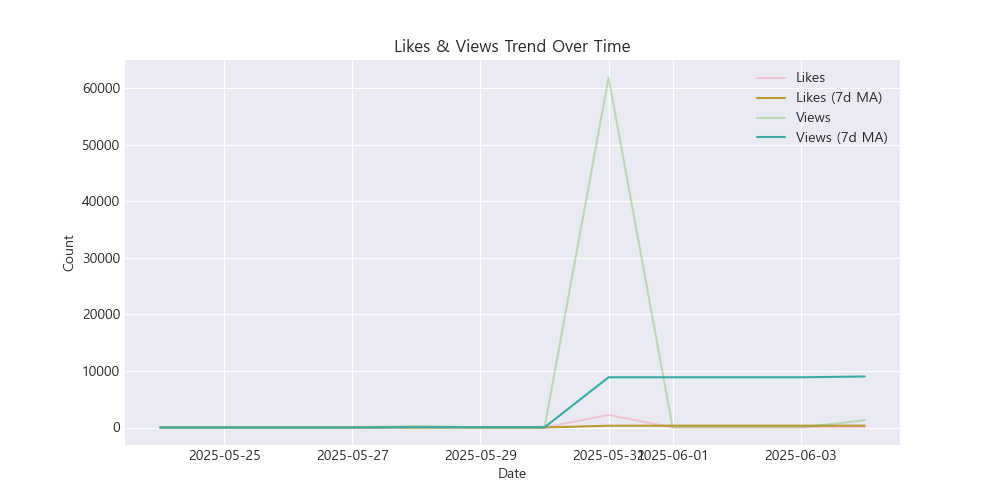 Likes & Views Trend Over Time
Likes
Likes (7d MA)
Views
Views (7d MA)
60000
50000
40000
30000
20000
10000
0
Count
2025-05-25
2025-05-27
2025-05-29
2025-05-31
2025-06-01
2025-06-03
Date